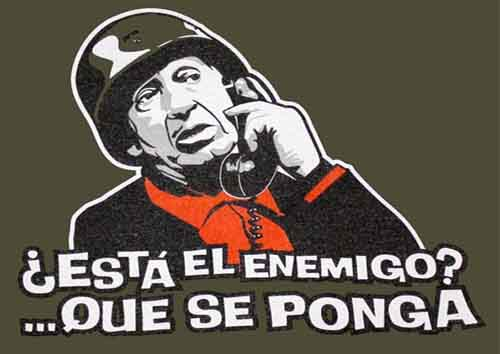 ¿ESTÁ EL ENEMIGO?
...QUE SE PONGA